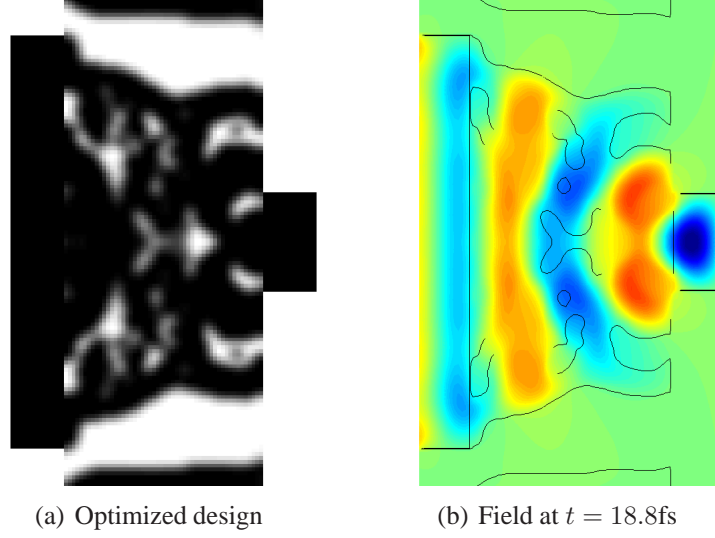 (a) Optimized design
(b) Field at t = 18.8fs